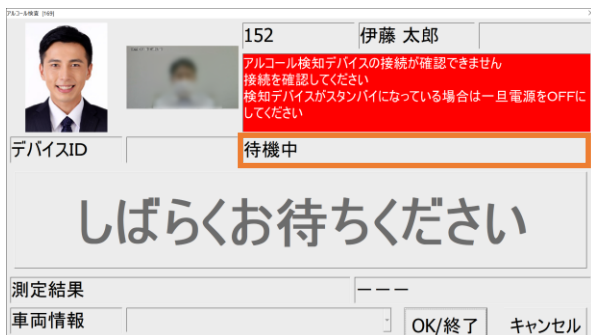 アルコール検査 [169]
152 伊藤 太郎
アルコール検知デバイスの接続が確認できません
接続を確認してください
検知デバイスがスタンバイになっている場合は一旦電源をOFFに
してください
デバイスID 待機中
しばらくお待ちください
測定結果 ーーー
車両情報 OK/終了 キャンセル